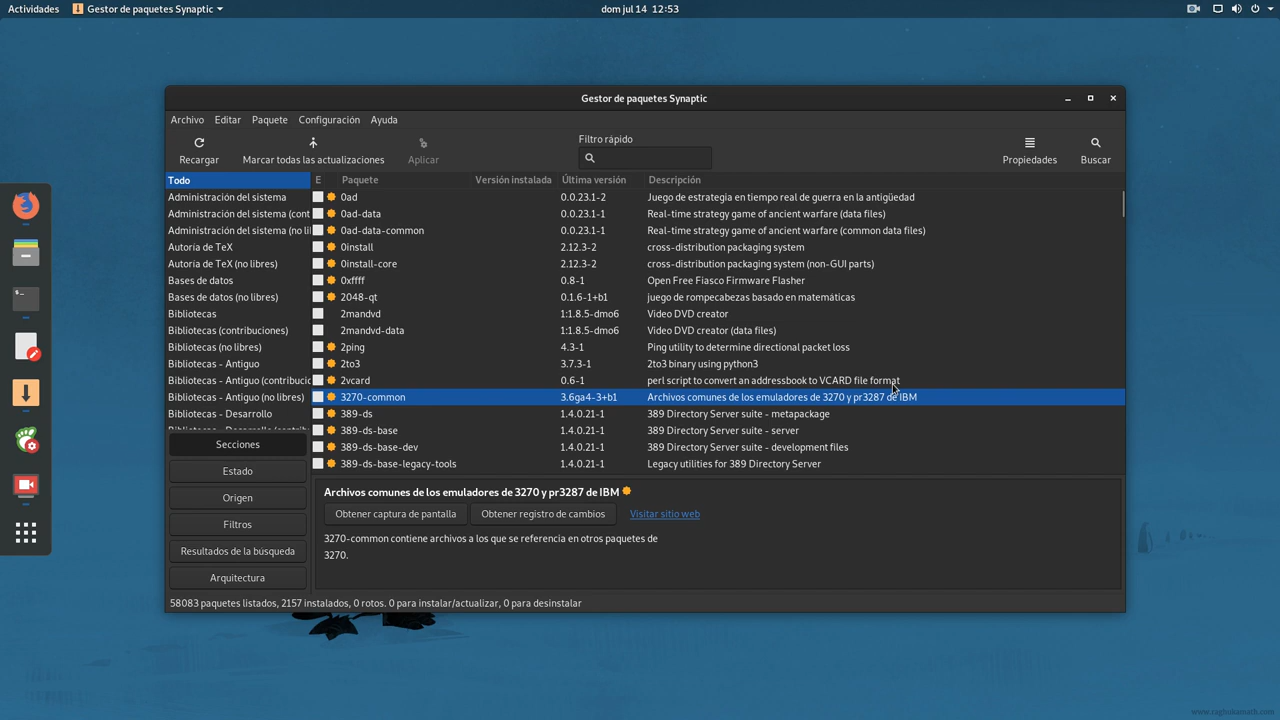 Actividades
Gestor de paquetes Synaptic
dom jul 14 12:53
Gestor de paquetes Synaptic
Archivo Editar Paquete Configuración Ayuda
Recargar
Marcar todas las actualizaciones
Aplicar
Filtro rápido
Propiedades
Buscar
Todo
Administración del sistema
Administración del sistema (cont
Administración del sistema (no li
Autoría de TeX
Autoría de TeX (no libres)
Bases de datos
Bases de datos (no libres)
Bibliotecas
Bibliotecas (contribuciones)
Bibliotecas (no libres)
Bibliotecas - Antiguo
Bibliotecas - Antiguo (contribucic
Bibliotecas - Antiguo (no libres)
Bibliotecas - Desarrollo
Secciones
Estado
Origen
Filtros
Resultados de la búsqueda
Arquitectura
E Paquete Versión instalada Última versión Descripción
0ad 0.0.23.1-2 Juego de estrategia en tiempo real de guerra en la antigüedad
0ad-data 0.0.23.1-1 Real-time strategy game of ancient warfare (data files)
0ad-data-common 0.0.23.1-1 Real-time strategy game of ancient warfare (common data files)
0install 2.12.3-2 cross-distribution packaging system
0install-core 2.12.3-2 cross-distribution packaging system (non-GUI parts)
0xffff 0.8-1 Open Free Fiasco Firmware Flasher
2048-qt 0.1.6-1+b1 juego de rompecabezas basado en matemáticas
2mandvd 1:1.8.5-dmo6 Video DVD creator
2mandvd-data 1:1.8.5-dmo6 Video DVD creator (data files)
2ping 4.3-1 Ping utility to determine directional packet loss
2to3 3.7.3-1 2to3 binary using python3
2vcard 0.6-1 perl script to convert an addressbook to VCARD file format
3270-common 3.6ga4-3+b1 Archivos comunes de los emuladores de 3270 y pr3287 de IBM
389-ds 1.4.0.21-1 389 Directory Server suite - metapackage
389-ds-base 1.4.0.21-1 389 Directory Server suite - server
389-ds-base-dev 1.4.0.21-1 389 Directory Server suite - development files
389-ds-base-legacy-tools 1.4.0.21-1 Legacy utilities for 389 Directory Server
Archivos comunes de los emuladores de 3270 y pr3287 de IBM
Obtener captura de pantalla
Obtener registro de cambios
Visitar sitio web
3270-common contiene archivos a los que se referencia en otros paquetes de
3270.
58083 paquetes listados, 2157 instalados, 0 rotos. 0 para instalar/actualizar, 0 para desinstalar